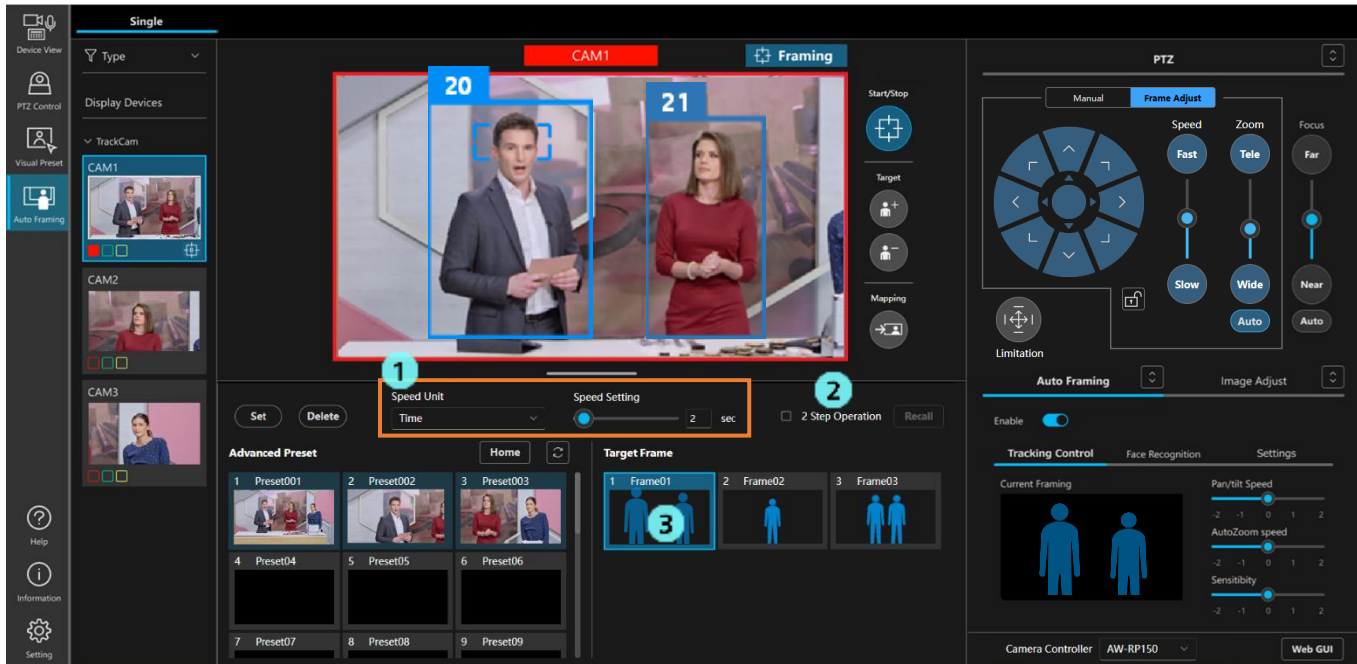 Single
Device View
PTZ Control
Visual Preset
Auto Framing
Help
Information
Setting
Type
Display Devices
TrackCam
CAM1
CAM2
CAM3
CAM1
Framing
20
21
Start/Stop
Target
Mapping
1
Speed Unit
Speed Setting
2
Set
Delete
Time
2 sec
2 Step Operation
Recall
Advanced Preset
Home
1 Preset001
2 Preset002
3 Preset003
4 Preset04
5 Preset05
6 Preset06
7 Preset07
8 Preset08
9 Preset09
Target Frame
1 Frame01
2 Frame02
3 Frame03
3
PTZ
Manual
Frame Adjust
Speed
Zoom
Focus
Fast
Tele
Far
Slow
Wide
Near
Auto
Auto
Limitation
Auto Framing
Image Adjust
Enable
Tracking Control
Face Recognition
Settings
Current Framing
Pan/tilt Speed
-2 -1 0 1 2
AutoZoom speed
-2 -1 0 1 2
Sensitibity
-2 -1 0 1 2
Camera Controller
AW-RP150
Web GUI